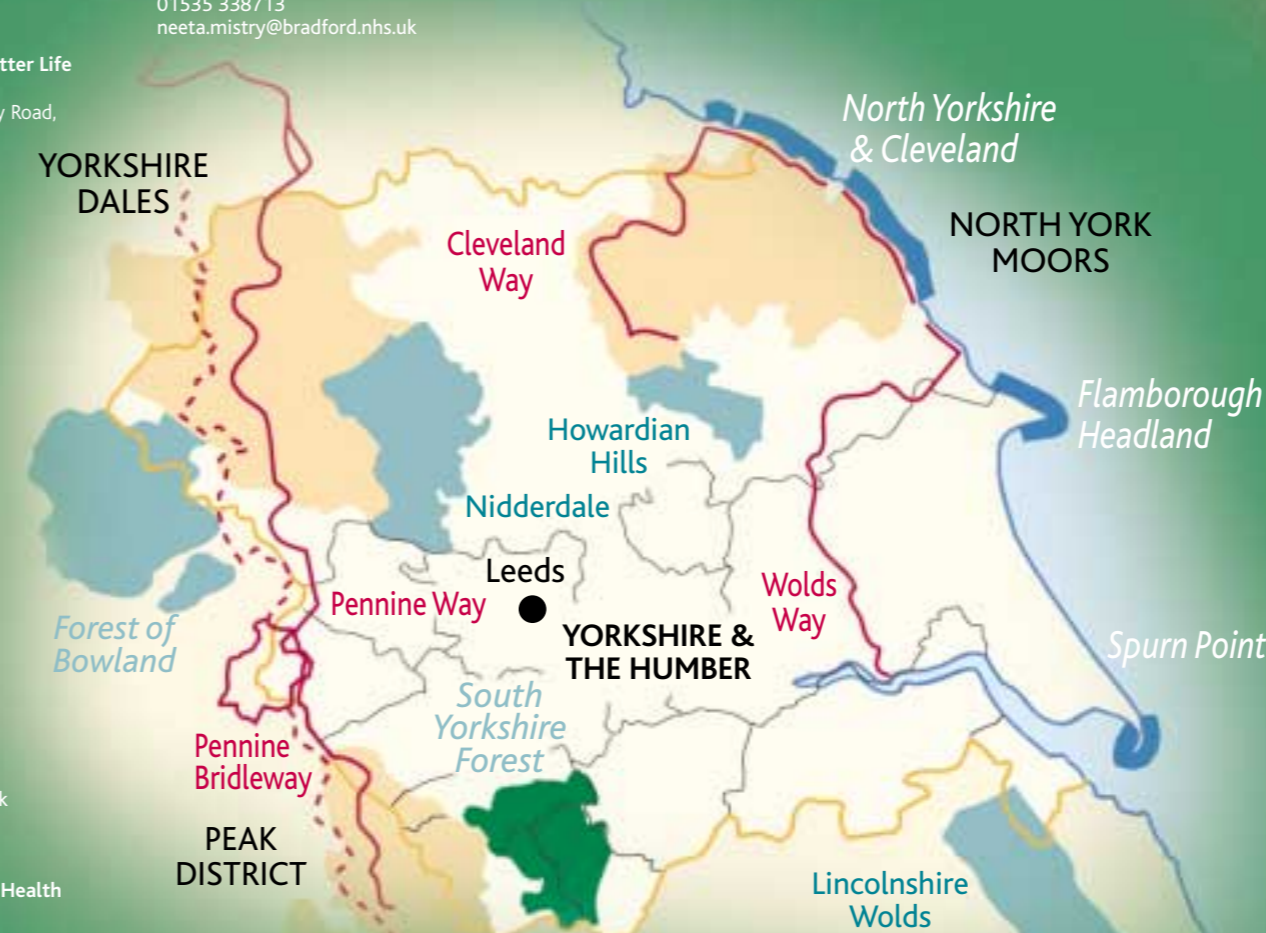 01535 338713
neeta.mistry@bradford.nhs.uk
tter Life
y Road,
North Yorkshire
& Cleveland
YORKSHIRE
DALES
NORTH YORK
MOORS
Cleveland
Way
Flamborough
Headland
Howardian
Hills
Nidderdale
Leeds
Pennine Way
Wolds
Way
Forest of
Bowland
YORKSHIRE &
THE HUMBER
Spurn Point
South
Yorkshire
Forest
Pennine
Bridleway
k
PEAK
DISTRICT
Health
Lincolnshire
Wolds